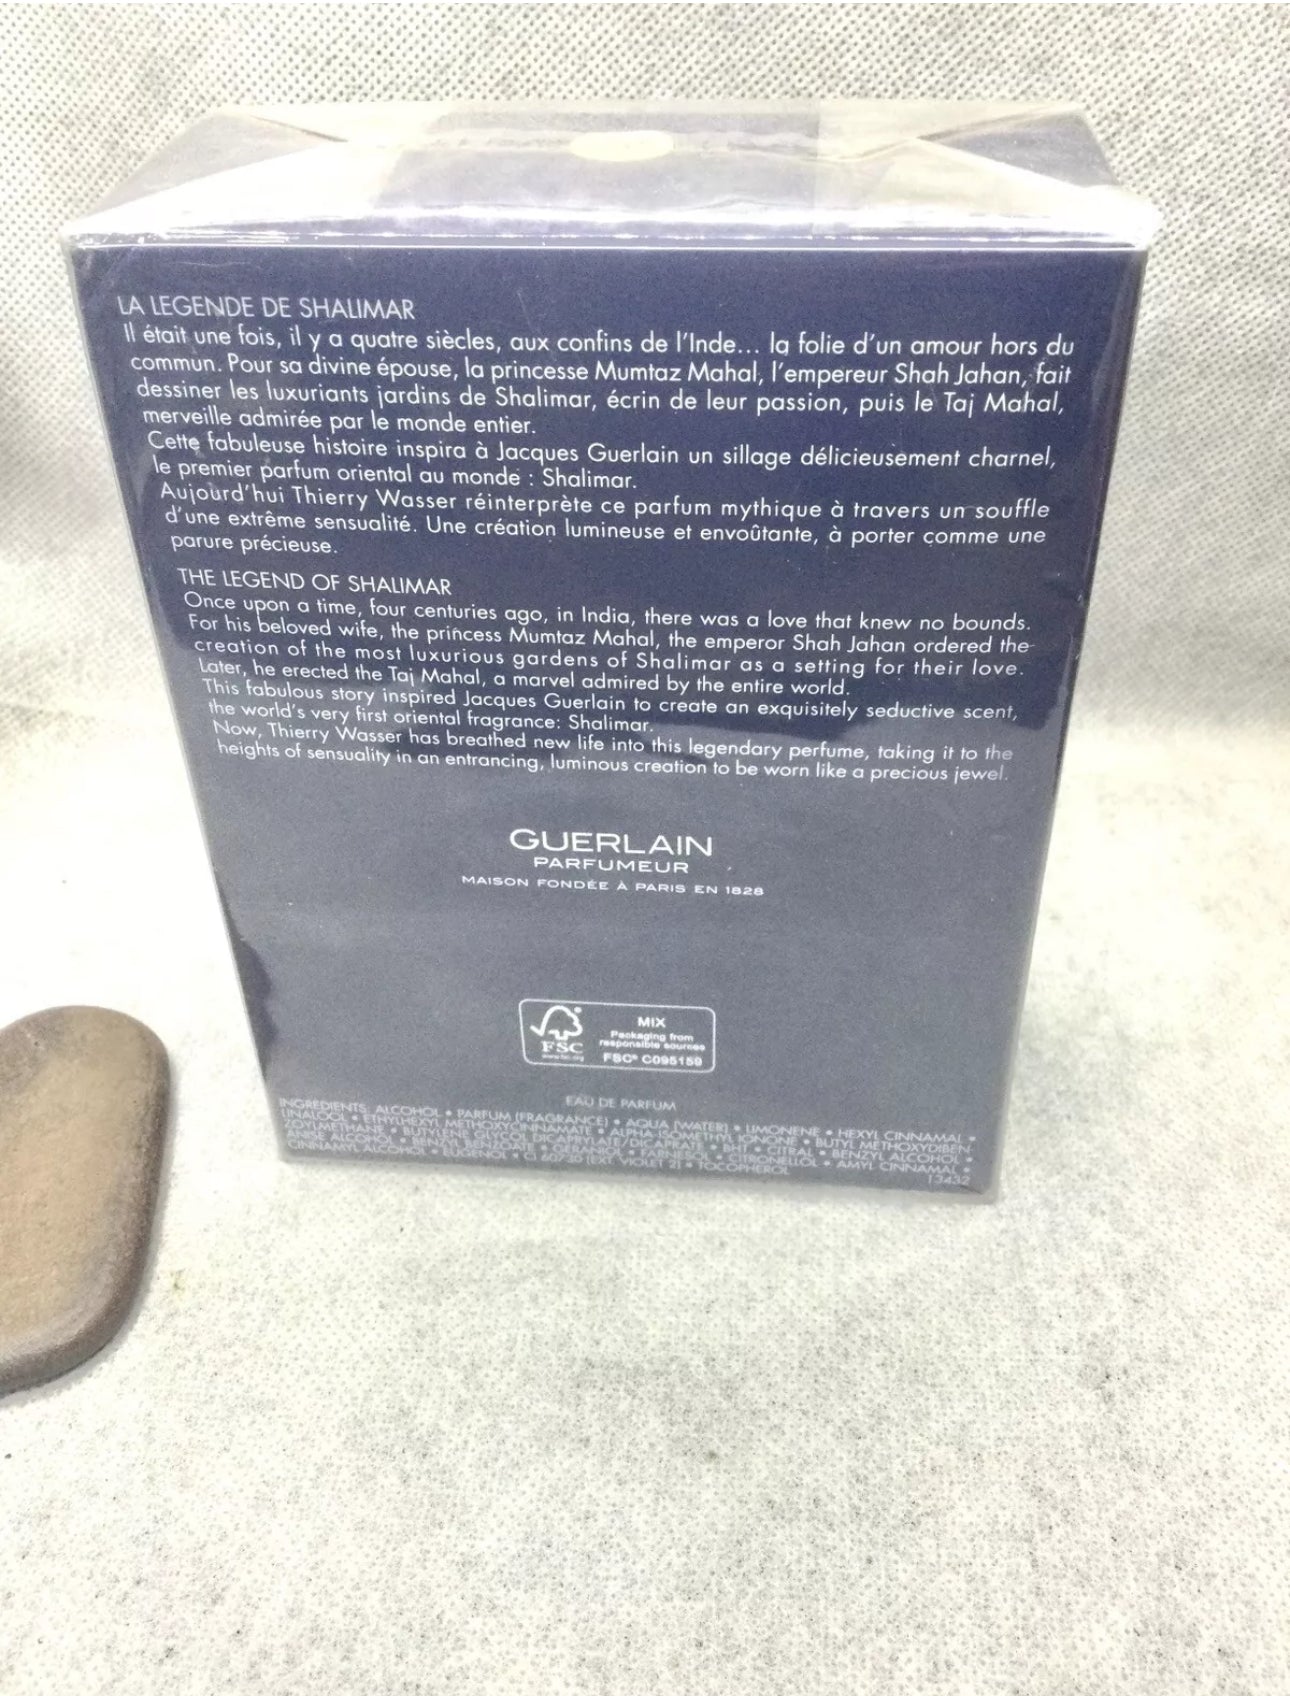 LA LEGENDE DE SHALIMAR
Il était une fois, il y a quatre siècles, aux confins de l'Inde... la folie d'un amour hors du
commun. Pour sa divine épouse, la princesse Mumtaz Mahal, l'empereur Shah Jahan, fait
dessiner les luxuriants jardins de Shalimar, écrin de leur passion, puis le Taj Mahal,
merveille admirée par le monde entier.
Cette fabuleuse histoire inspira à Jacques Guerlain un sillage délicieusement charnel,
le premier parfum oriental au monde : Shalimar.
Aujourd'hui Thierry Wasser réinterprète ce parfum mythique à travers un souffle
d'une extrême sensualité. Une création lumineuse et envoûtante, à porter comme une
parure précieuse.
THE LEGEND OF SHALIMAR
Once upon a time, four centuries ago, in India, there was a love that knew no bounds.
For his beloved wife, the princess Mumtaz Mahal, the emperor Shah Jahan ordered the
creation of the most luxurious gardens of Shalimar as a setting for their love.
Later, he erected the Taj Mahal, a marvel admired by the entire world.
This fabulous story inspired Jacques Guerlain to create an exquisitely seductive scent,
the world's very first oriental fragrance: Shalimar.
Now, Thierry Wasser has breathed new life into this legendary perfume, taking it to the
heights of sensuality in an entrancing, luminous creation to be worn like a precious jewel.
GUERLAIN
PARFUMEUR
MAISON FONDÉE À PARIS EN 1828
MIX
Packaging from
responsible sources
FSC® C095159
FSC
www.fsc.org
EAU DE PARFUM
INGREDIENTS: ALCOHOL • PARFUM (FRAGRANCE) • AQUA (WATER) • LIMONENE • HEXYL CINNAMAL •
LINALOOL • ETHYLHEXYL METHOXYCINNAMATE • ALPHA-ISOMETHYL IONONE • BUTYL METHOXYDIBEN
ZOYLMETHANE • BUTYLENE GLYCOL DICAPRYLATE/DICAPRATE • BHT • CITRAL • BENZYL ALCOHOL •
ANISE ALCOHOL • BENZYL BENZOATE • GERANIOL • FARNESOL • CITRONELLOL • AMYL CINNAMAL •
CINNAMYL ALCOHOL • EUGENOL • CI 60730 (EXT. VIOLET 2) • TOCOPHEROL
13432